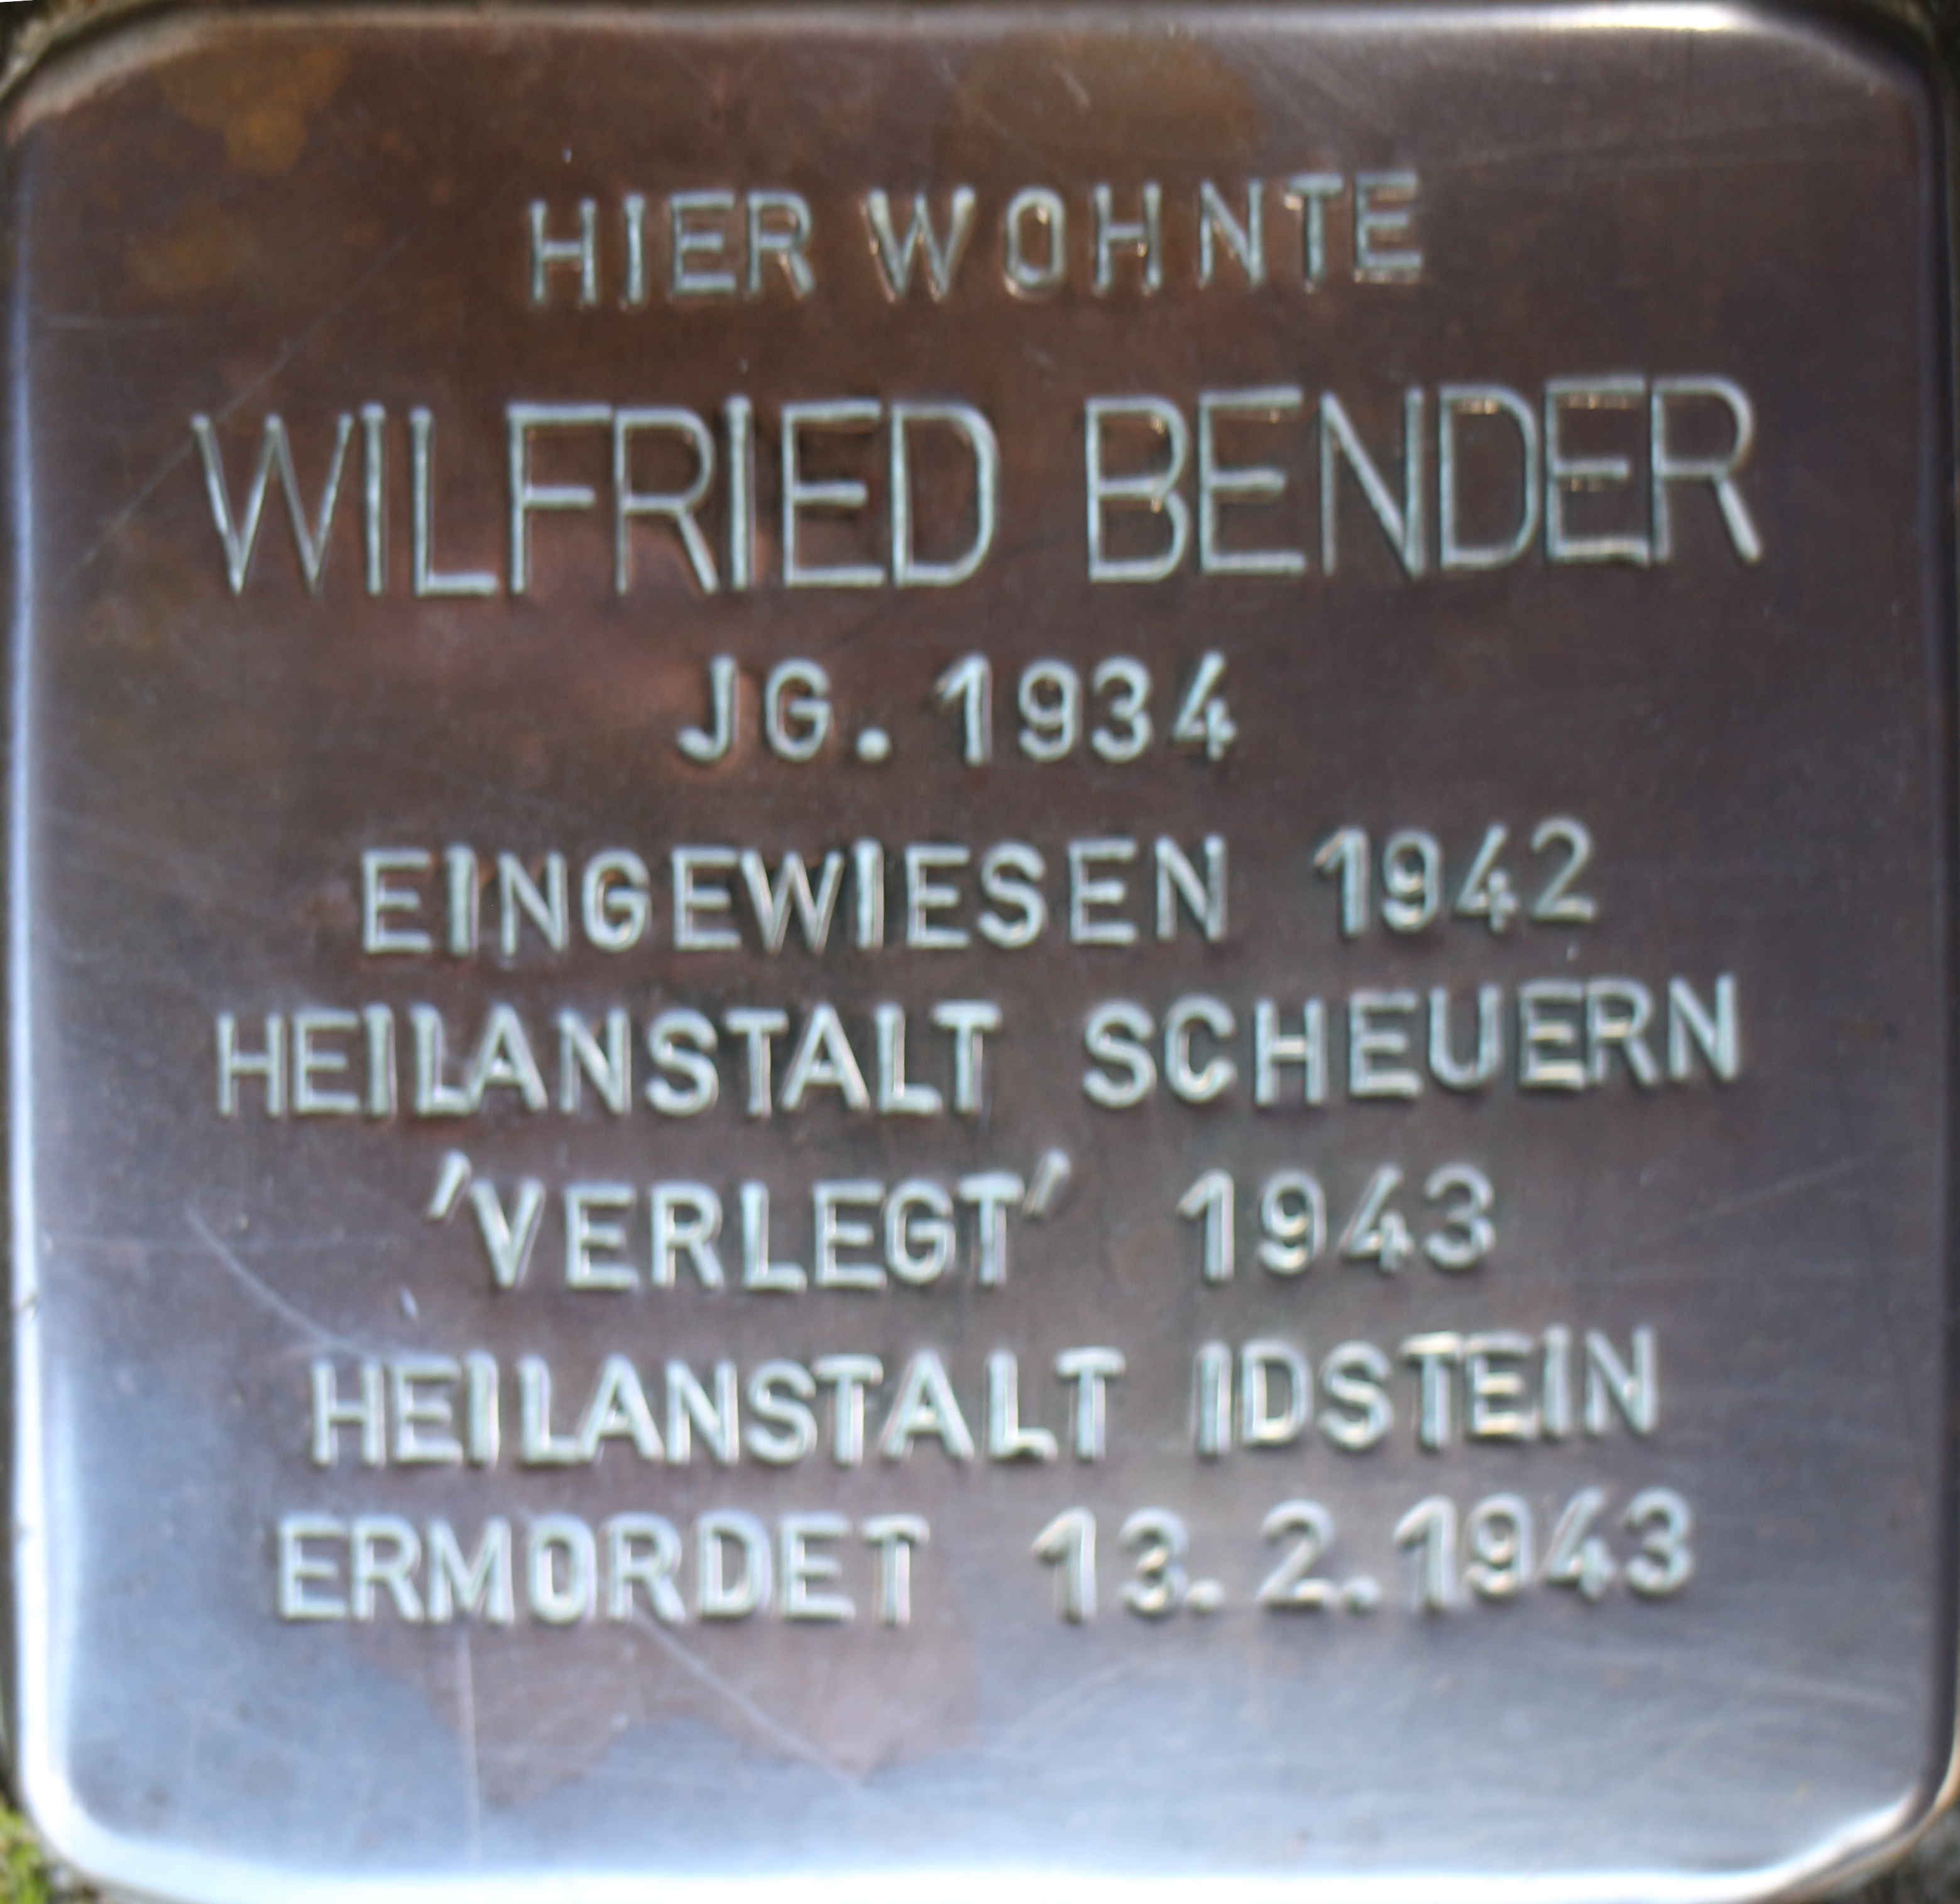 HIER WOHNTE
WILFRIED BENDER
JG. 1934
EINGEWIESEN 1942
HEILANSTALT SCHEUERN
'VERLEGT' 1943
HEILANSTALT IDSTEIN
ERMORDET 13.2.1943